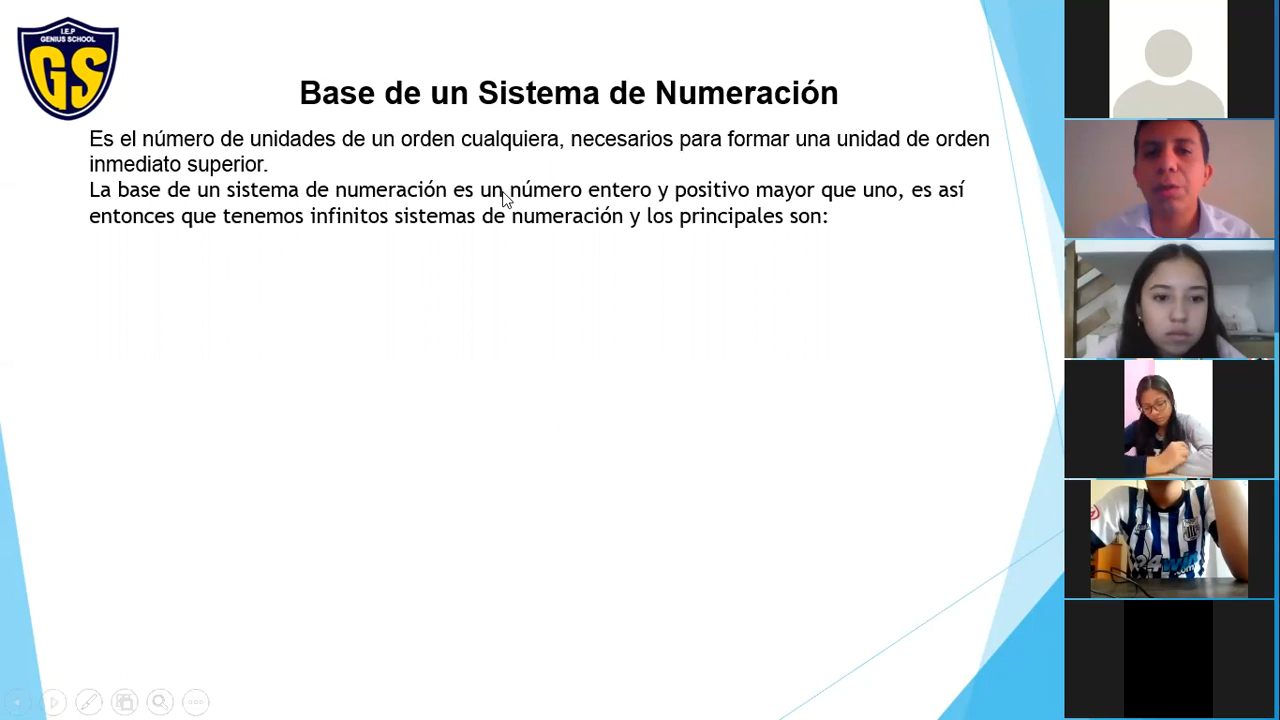 I.E.P
GENIUS SCHOOL
GS
Base de un Sistema de Numeración
Es el número de unidades de un orden cualquiera, necesarios para formar una unidad de orden
inmediato superior.
La base de un sistema de numeración es un número entero y positivo mayor que uno, es así
entonces que tenemos infinitos sistemas de numeración y los principales son:
24win
.com